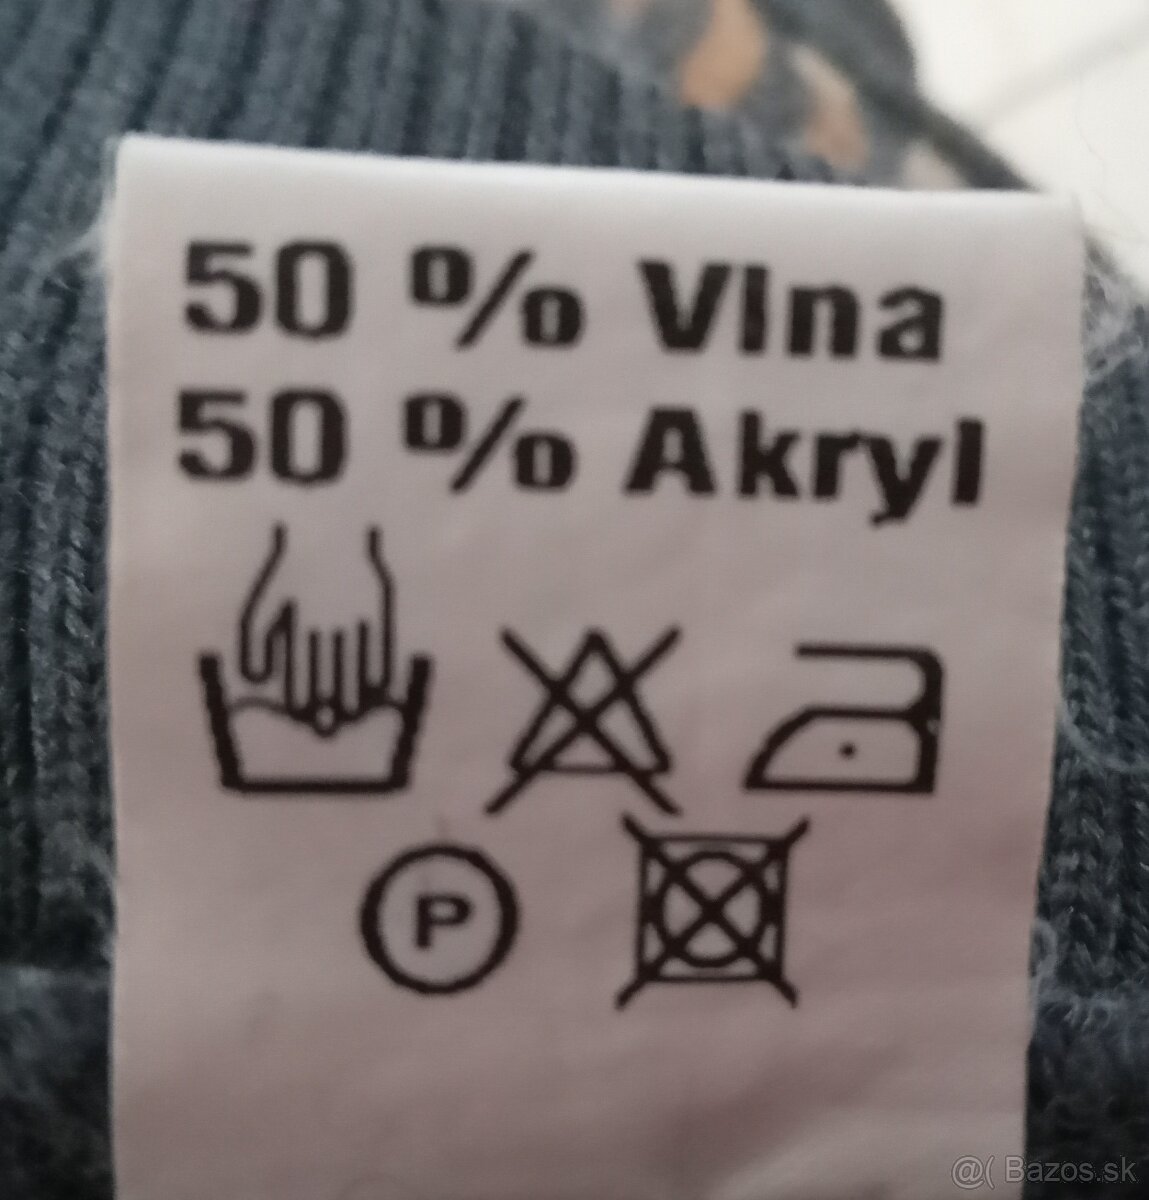 50 % Vlna
50 % Akryl
P
@( Bazos.sk